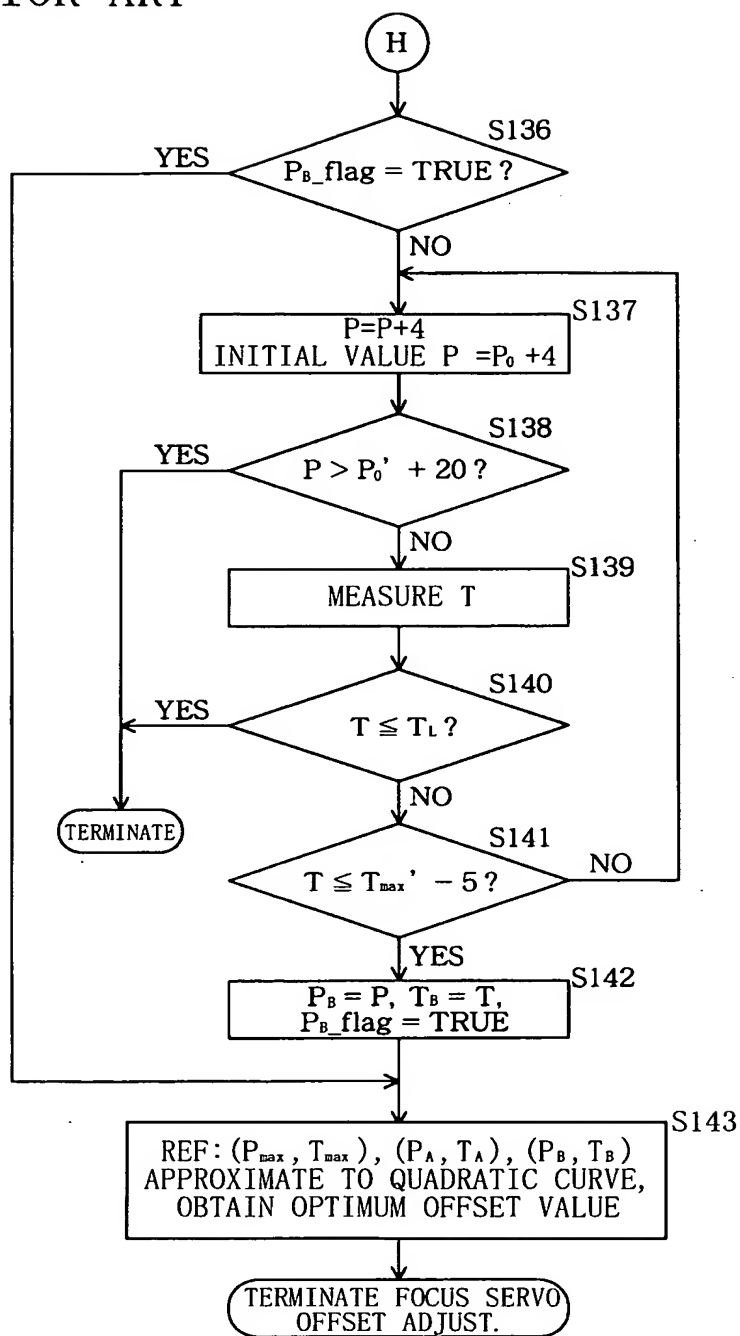 H
S136
YES
P_B_flag = TRUE?
NO
S137
P=P+4
INITIAL VALUE P =P₀ +4
S138
YES
P > P₀' + 20?
NO
S139
MEASURE T
S140
YES
T ≦ T_L?
NO
TERMINATE
S141
NO
T ≦ T_max' − 5?
YES
S142
P_B = P, T_B = T,
P_B_flag = TRUE
S143
REF:(P_max, T_max), (P_A, T_A), (P_B, T_B)
APPROXIMATE TO QUADRATIC CURVE,
OBTAIN OPTIMUM OFFSET VALUE
TERMINATE FOCUS SERVO
OFFSET ADJUST.